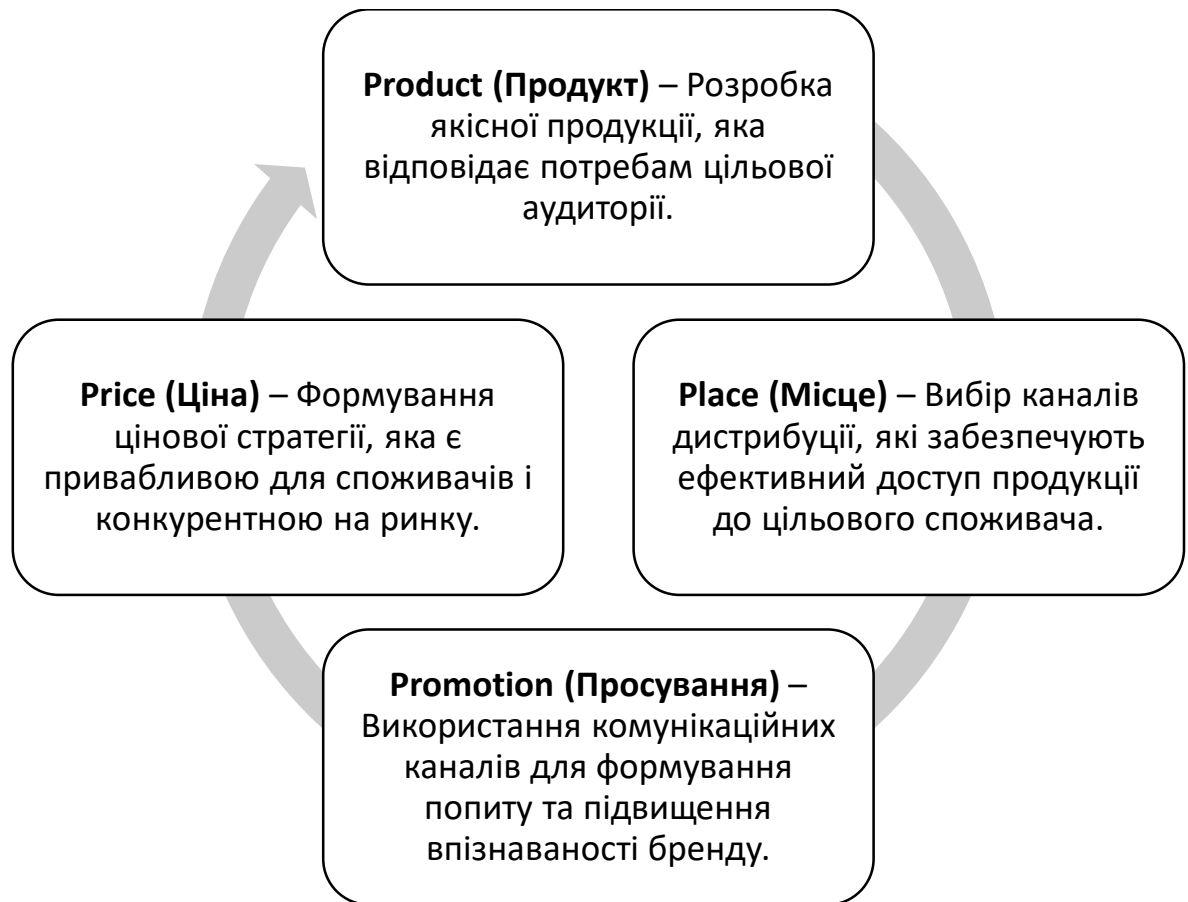 Product (Продукт) – Розробка
якісної продукції, яка
відповідає потребам цільової
аудиторії.
Price (Ціна) – Формування
цінової стратегії, яка є
привабливою для споживачів і
конкурентною на ринку.
Place (Місце) – Вибір каналів
дистрибуції, які забезпечують
ефективний доступ продукції
до цільового споживача.
Promotion (Просування) –
Використання комунікаційних
каналів для формування
попиту та підвищення
впізнаваності бренду.